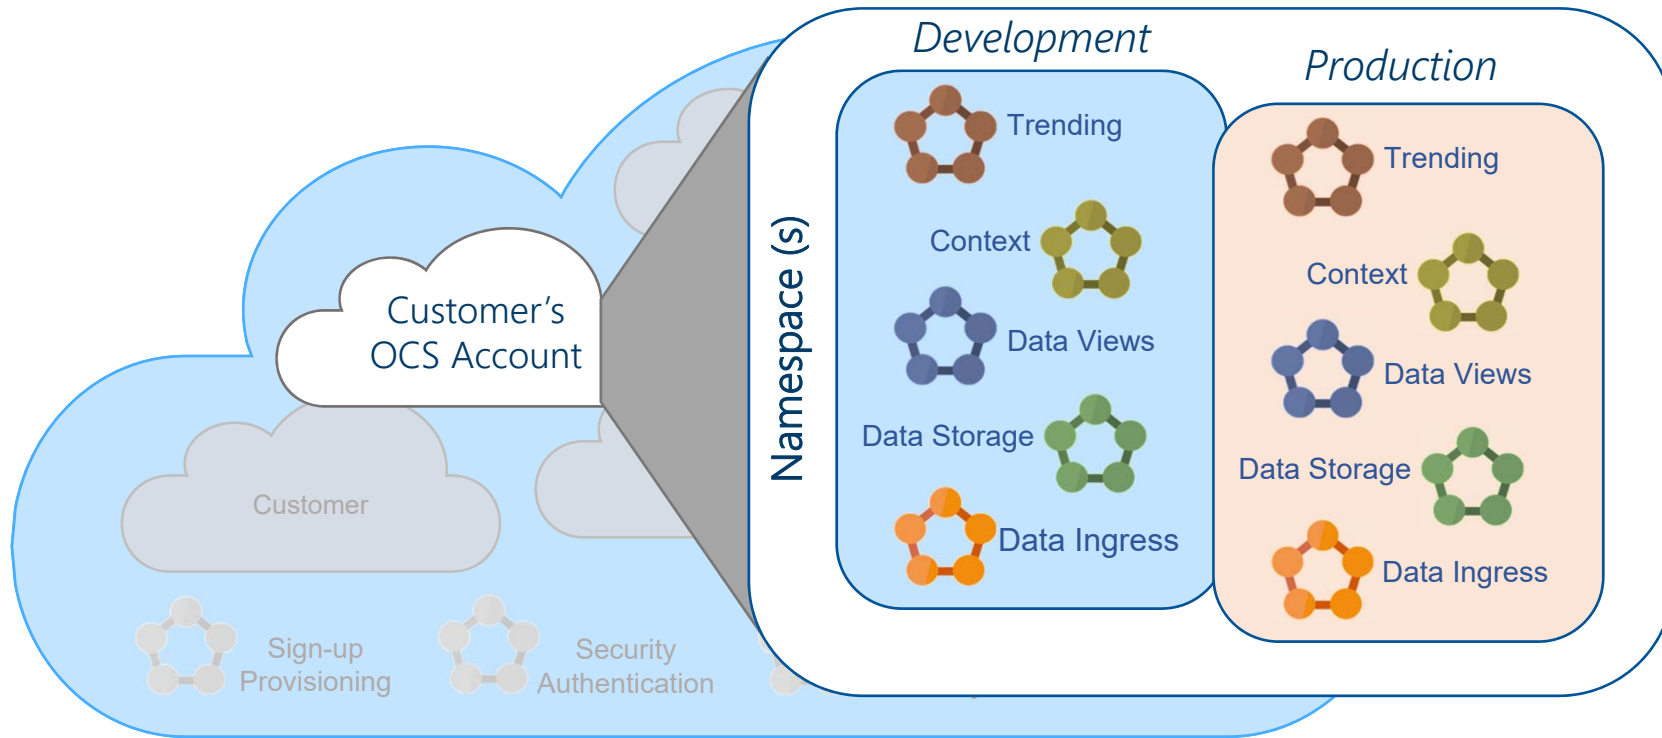 Development
Production
Trending
Context
Data Views
Data Storage
Data Ingress
Trending
Context
Data Views
Data Storage
Data Ingress
Namespace (s)
Customer’s
OCS Account
Customer
Sign-up
Provisioning
Security
Authentication